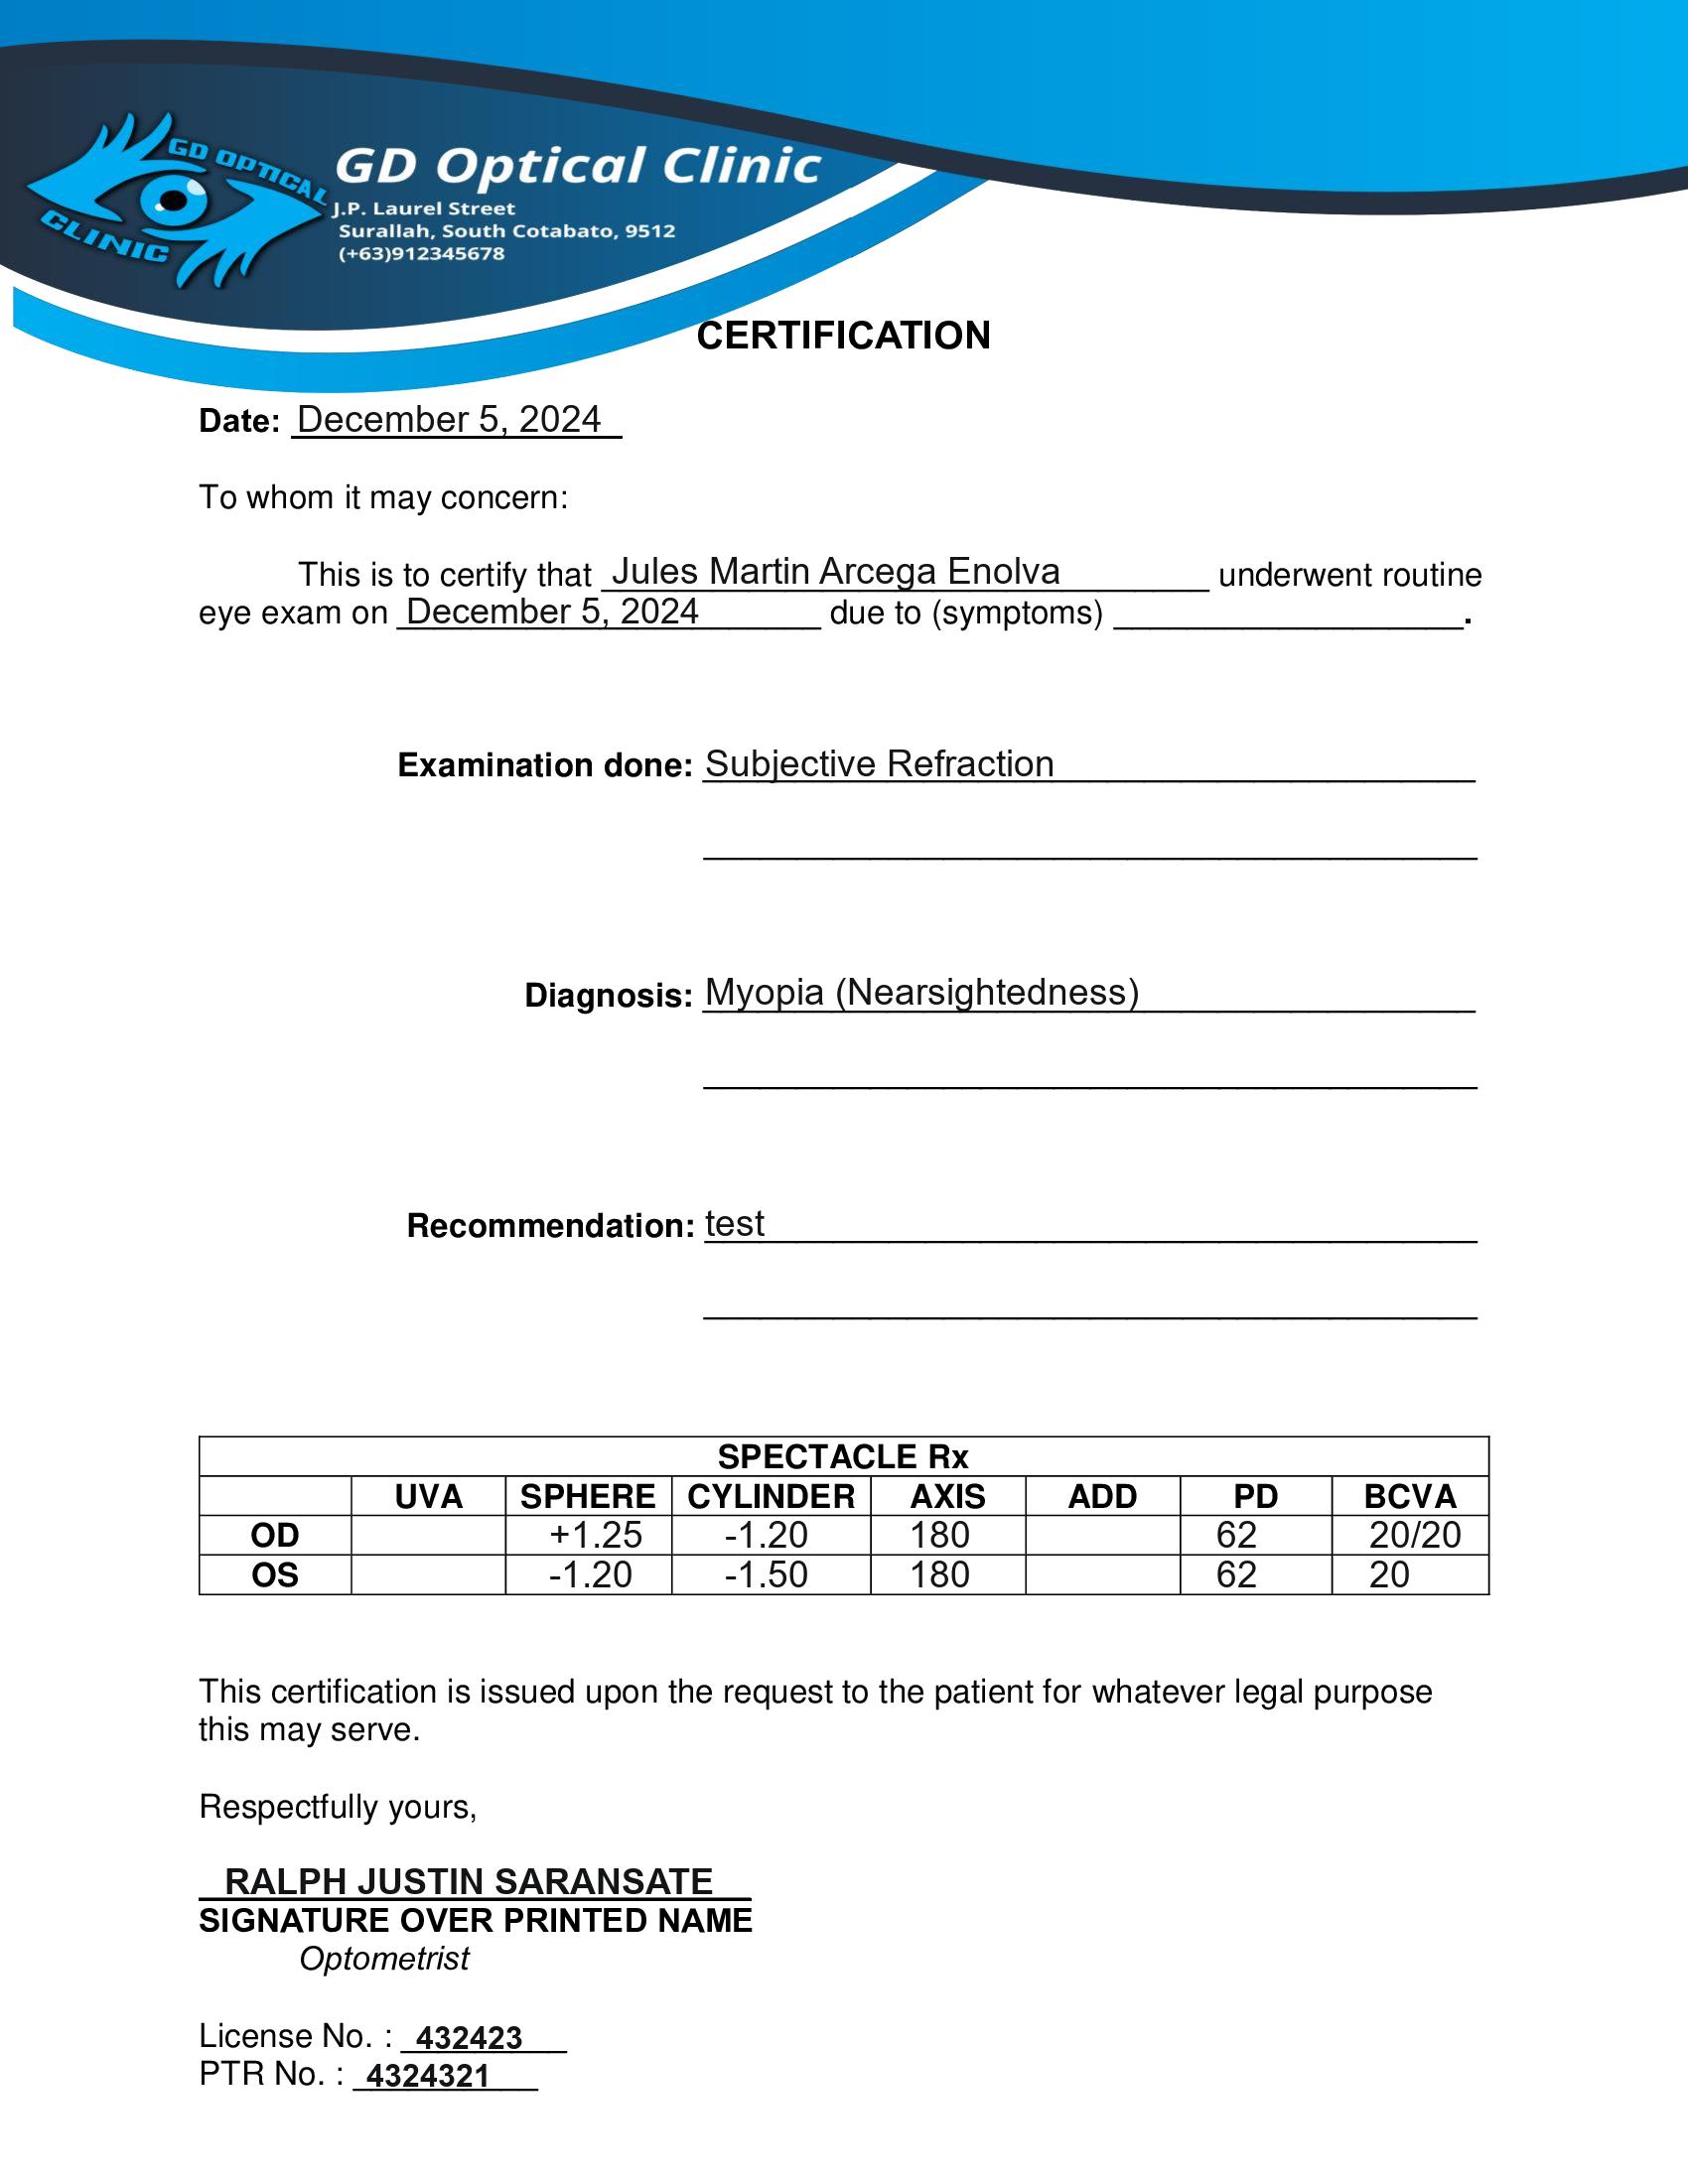 GD OPTICAL
CLINIC
GD Optical Clinic
J.P. Laurel Street
Surallah, South Cotabato, 9512
(+63)912345678
CERTIFICATION
Date: December 5, 2024
To whom it may concern:
This is to certify that Jules Martin Arcega Enolva underwent routine
eye exam on December 5, 2024 due to (symptoms) .
Examination done: Subjective Refraction
Diagnosis: Myopia (Nearsightedness)
Recommendation: test
SPECTACLE Rx
UVA SPHERE CYLINDER AXIS ADD PD BCVA
OD +1.25 -1.20 180 62 20/20
OS -1.20 -1.50 180 62 20
This certification is issued upon the request to the patient for whatever legal purpose
this may serve.
Respectfully yours,
RALPH JUSTIN SARANSATE
SIGNATURE OVER PRINTED NAME
Optometrist
License No. : 432423
PTR No. : 4324321